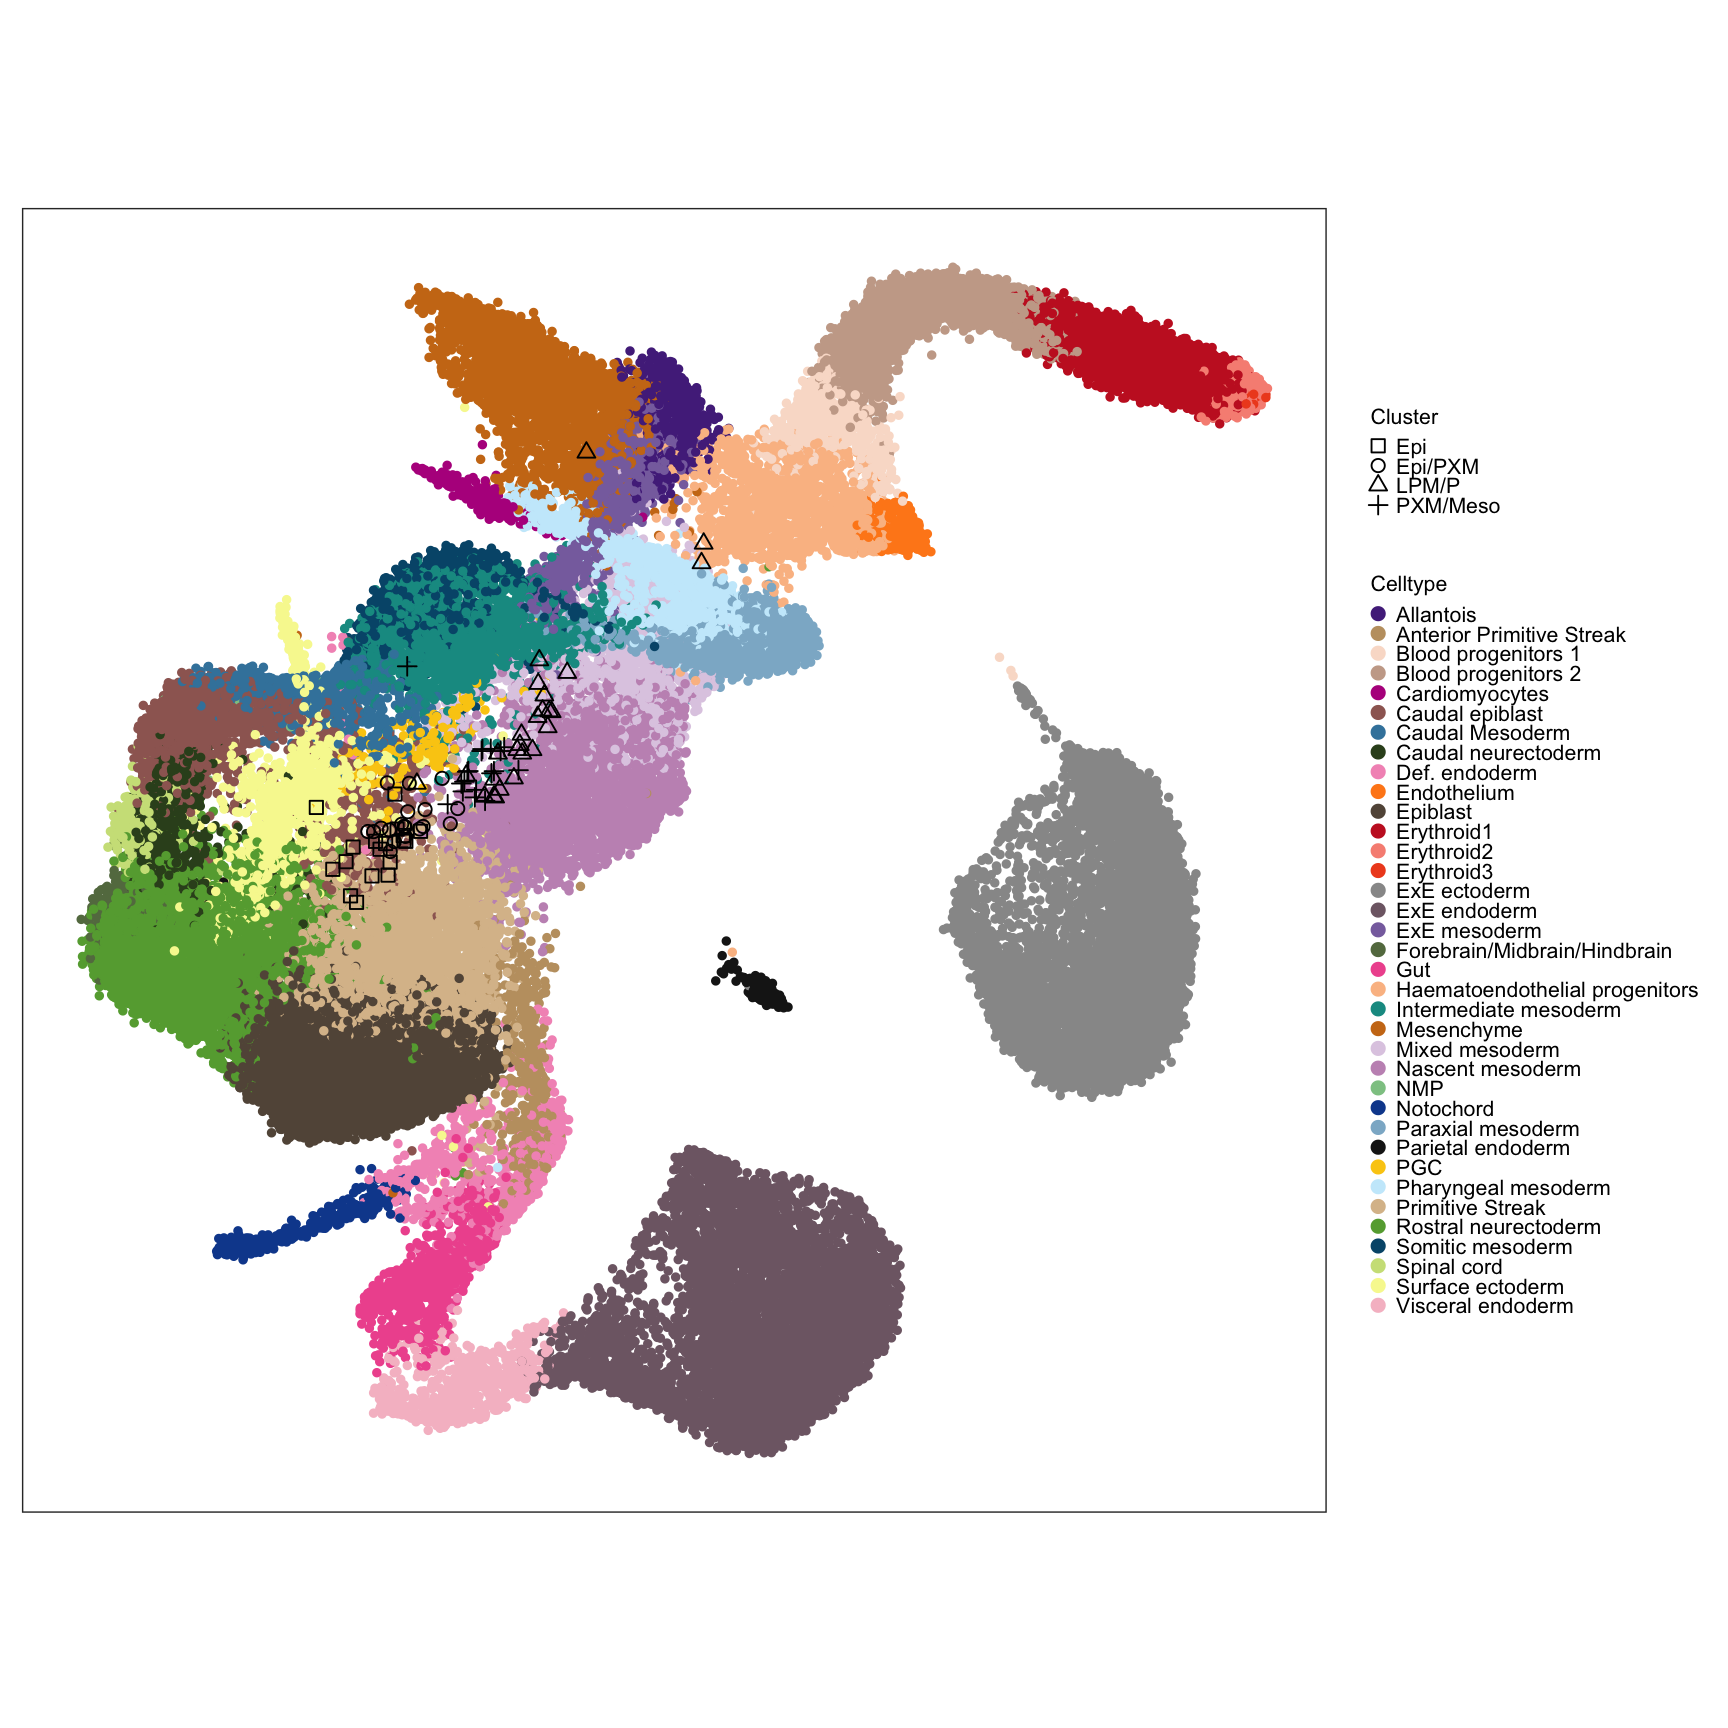 Cluster
Epi
Epi/PXM
LPM/P
PXM/Meso
Celltype
Allantois
Anterior Primitive Streak
Blood progenitors 1
Blood progenitors 2
Cardiomyocytes
Caudal epiblast
Caudal Mesoderm
Caudal neurectoderm
Def. endoderm
Endothelium
Epiblast
Erythroid1
Erythroid2
Erythroid3
ExE ectoderm
ExE endoderm
ExE mesoderm
Forebrain/Midbrain/Hindbrain
Gut
Haematoendothelial progenitors
Intermediate mesoderm
Mesenchyme
Mixed mesoderm
Nascent mesoderm
NMP
Notochord
Paraxial mesoderm
Parietal endoderm
PGC
Pharyngeal mesoderm
Primitive Streak
Rostral neurectoderm
Somitic mesoderm
Spinal cord
Surface ectoderm
Visceral endoderm